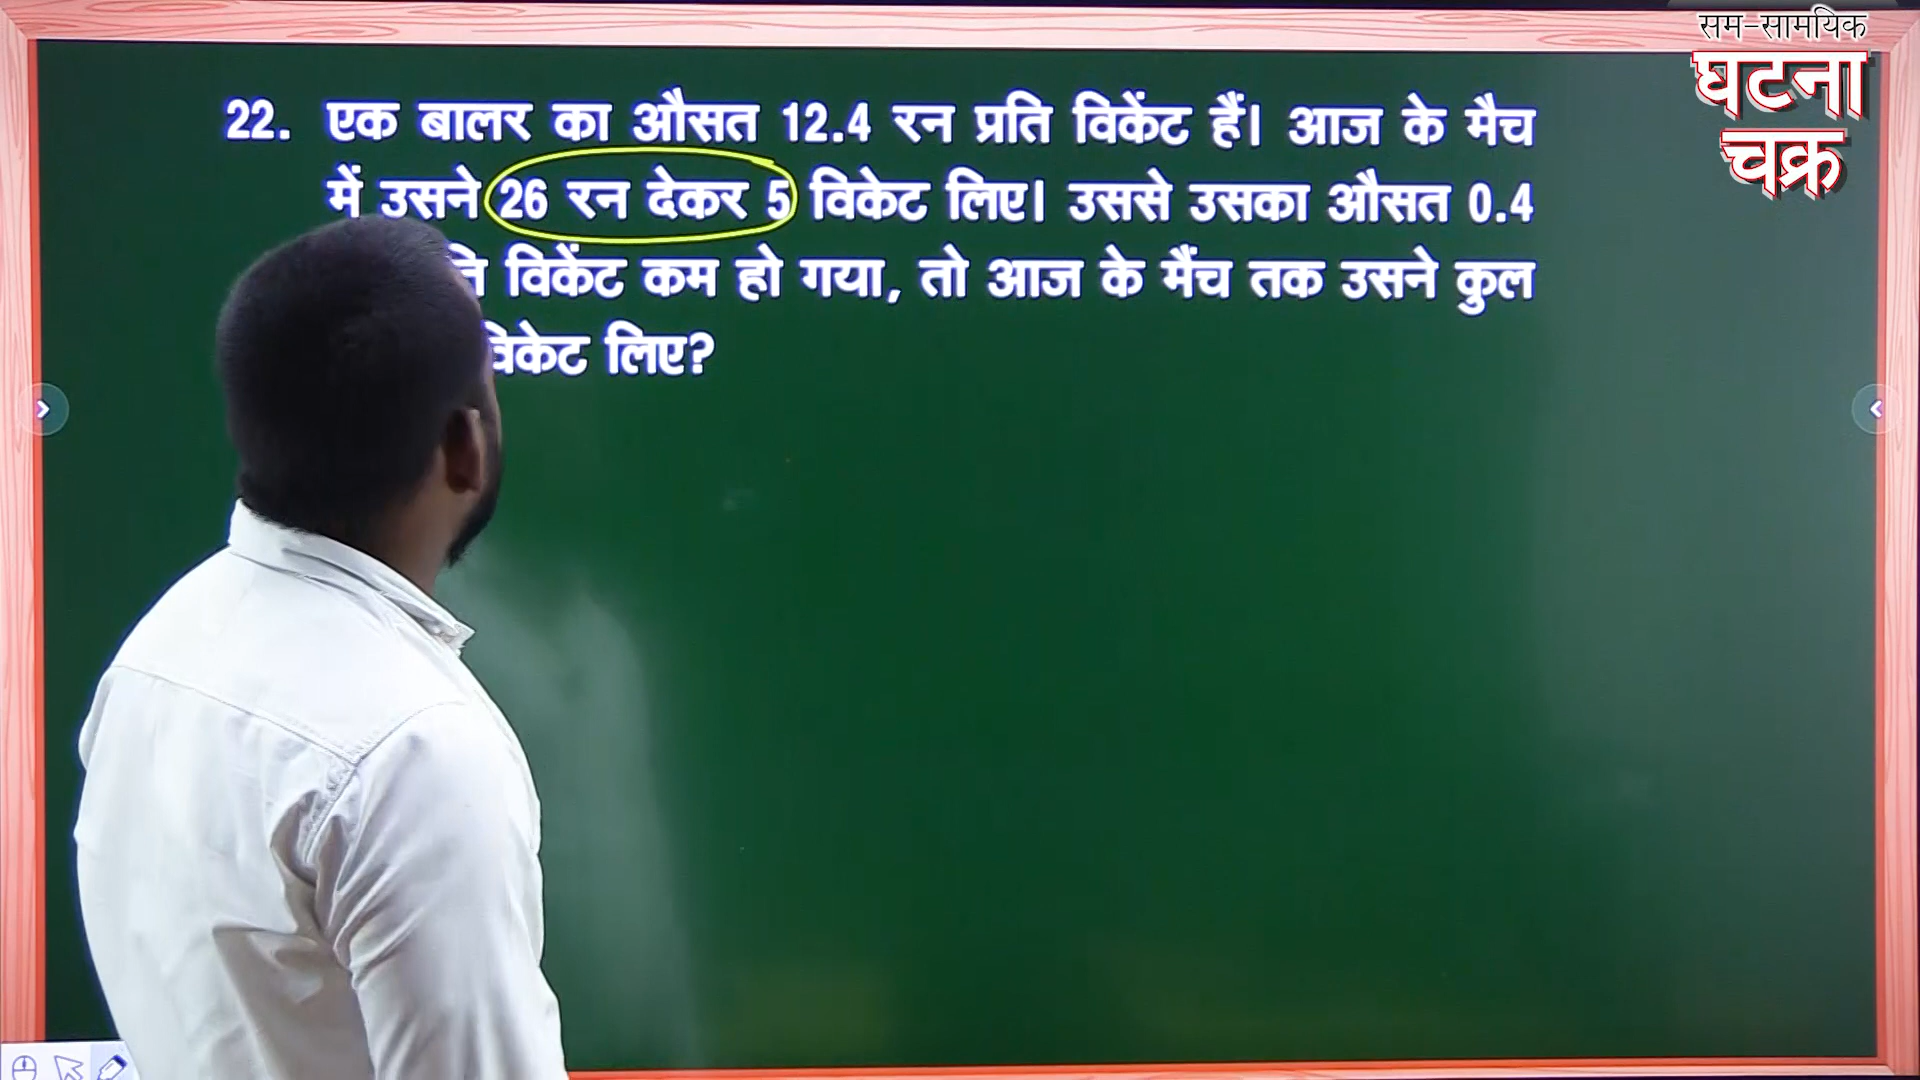 सम-सामयिक
घटना
चक्र
22. एक बालर का औसत 12.4 रन प्रति विकेंट हैं। आज के मैच
में उसने 26 रन देकर 5 विकेट लिए। उससे उसका औसत 0.4
विकेंट कम हो गया, तो आज के मैंच तक उसने कुल
विकेट लिए?